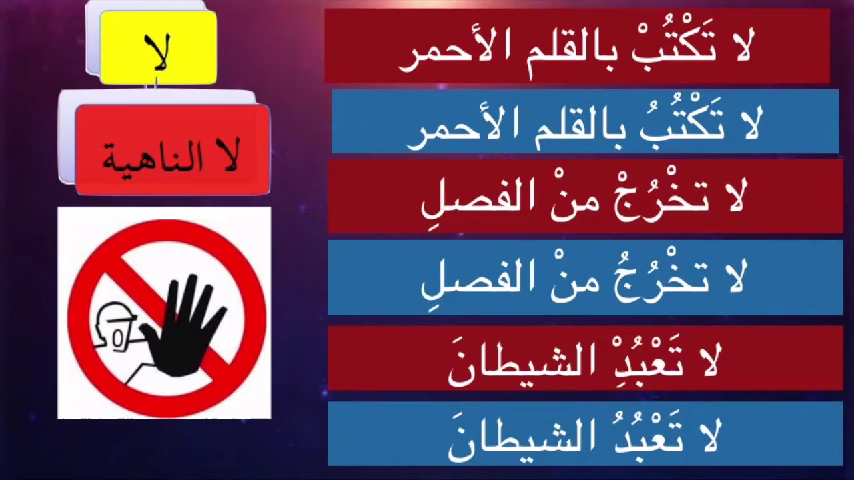 لا
لا الناهية
لا تَكْتُبْ بالقلم الأحمر
لا تَكْتُبُ بالقلم الأحمر
لا تخْرُجْ منْ الفصلِ
لا تخْرُجُ منْ الفصلِ
لا تَعْبُدِْ الشيطانَ
لا تَعْبُدُ الشيطانَ